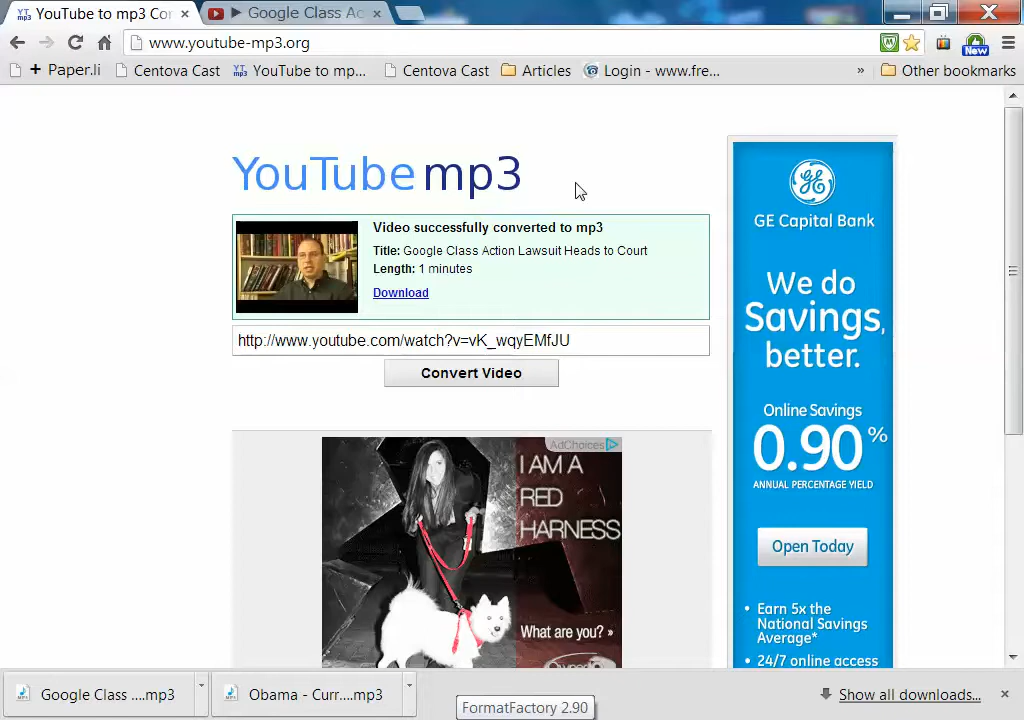 YouTube to mp3 Cor
Google Class Ac
www.youtube-mp3.org
New
+ Paper.li
Centova Cast
YT mp3
YouTube to mp...
Centova Cast
Articles
Login - www.fre...
»
Other bookmarks
YouTube mp3
Video successfully converted to mp3
Title: Google Class Action Lawsuit Heads to Court
Length: 1 minutes
Download
http://www.youtube.com/watch?v=vK_wqyEMfJU
Convert Video
AdChoices
I AM A
RED
HARNESS
What are you? »
GE Capital Bank
We do
Savings,
better.
Online Savings
0.90%
ANNUAL PERCENTAGE YIELD
Open Today
• Earn 5x the
National Savings
Average*
• 24/7 online access
Google Class ....mp3
Obama - Curr....mp3
FormatFactory 2.90
Show all downloads...